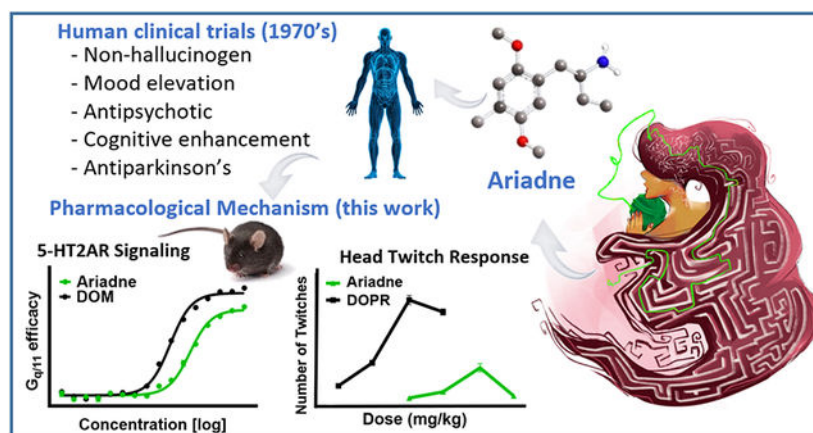 Human clinical trials (1970's)
- Non-hallucinogen
- Mood elevation
- Antipsychotic
- Cognitive enhancement
- Antiparkinson's
Ariadne
Pharmacological Mechanism (this work)
5-HT2AR Signaling
Ariadne
DOM
Gq/11 efficacy
Concentration [log]
Head Twitch Response
Ariadne
DOPR
Number of Twitches
Dose (mg/kg)